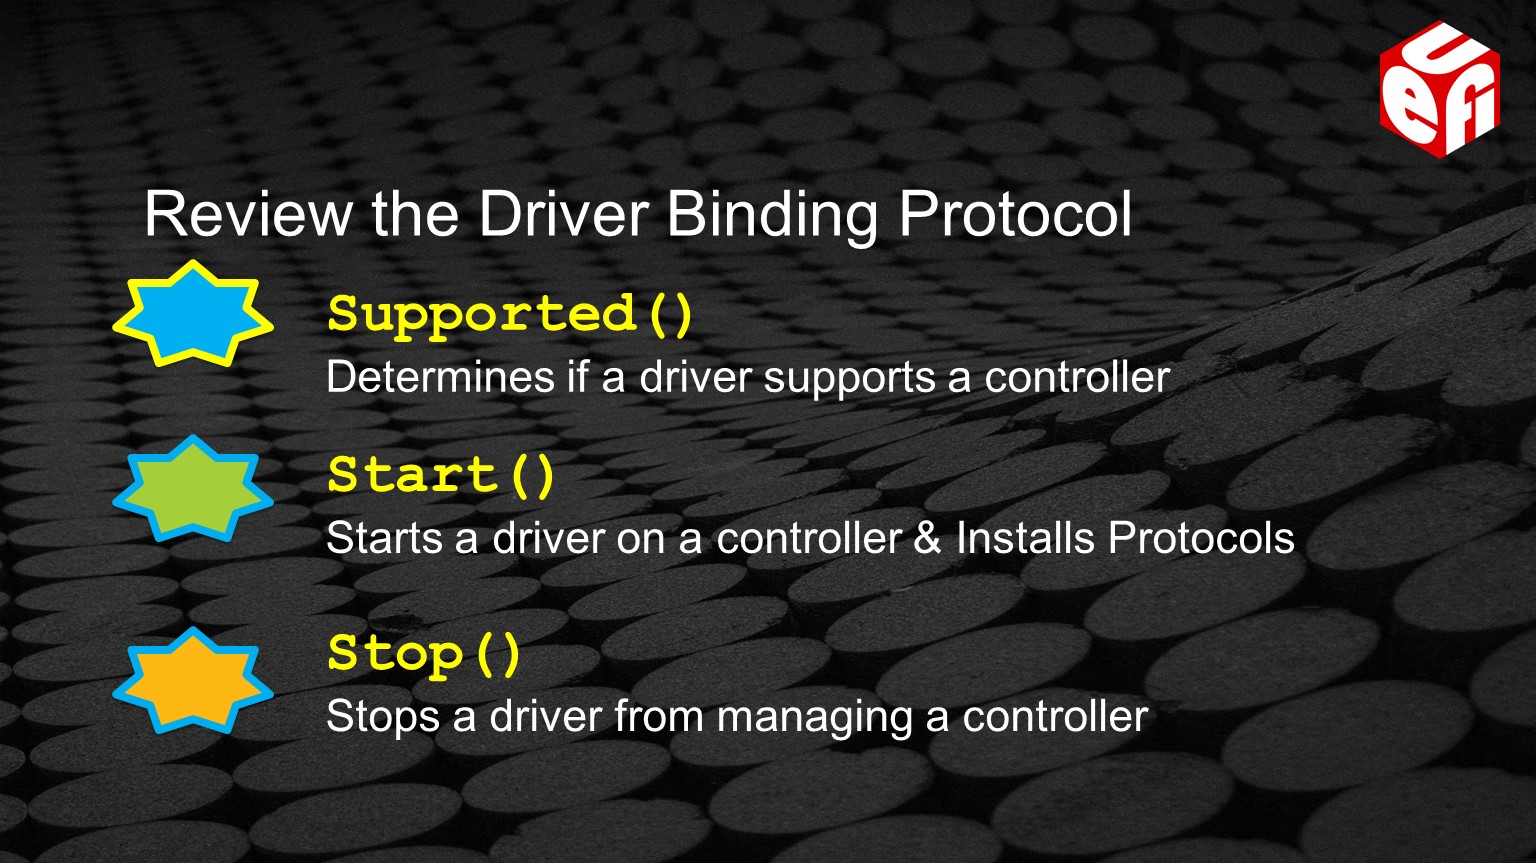 UEFI
Review the Driver Binding Protocol
Supported()
Determines if a driver supports a controller
Start()
Starts a driver on a controller & Installs Protocols
Stop()
Stops a driver from managing a controller